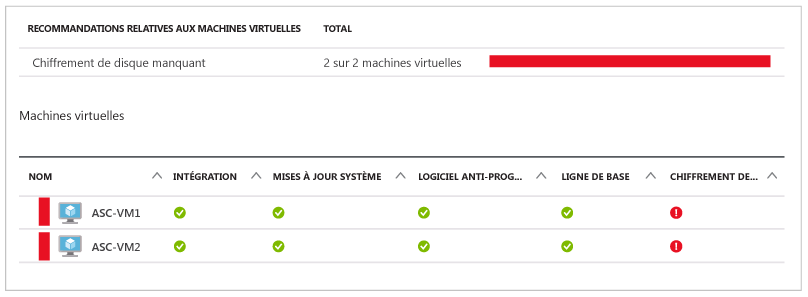 RECOMMANDATIONS RELATIVES AUX MACHINES VIRTUELLES TOTAL
Chiffrement de disque manquant 2 sur 2 machines virtuelles
Machines virtuelles
NOM INTÉGRATION MISES À JOUR SYSTÈME LOGICIEL ANTI-PROG... LIGNE DE BASE CHIFFREMENT DE...
ASC-VM1
ASC-VM2